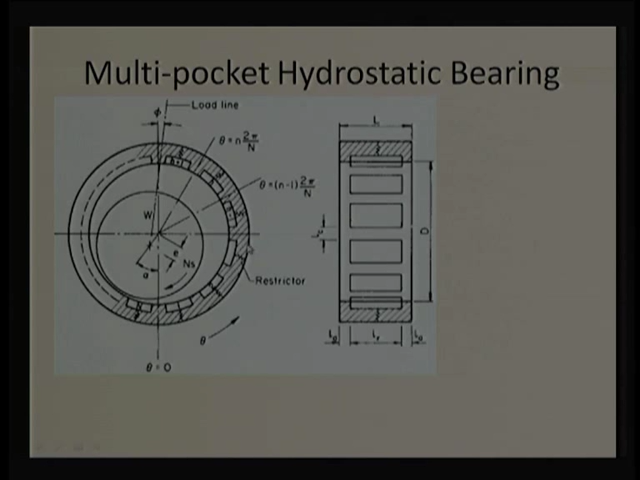 Multi-pocket Hydrostatic Bearing
Load line
ϕ
θ = n 2π/N
θ = (n-1) 2π/N
W
e
Ns
α
Restrictor
θ
θ = 0
L
D